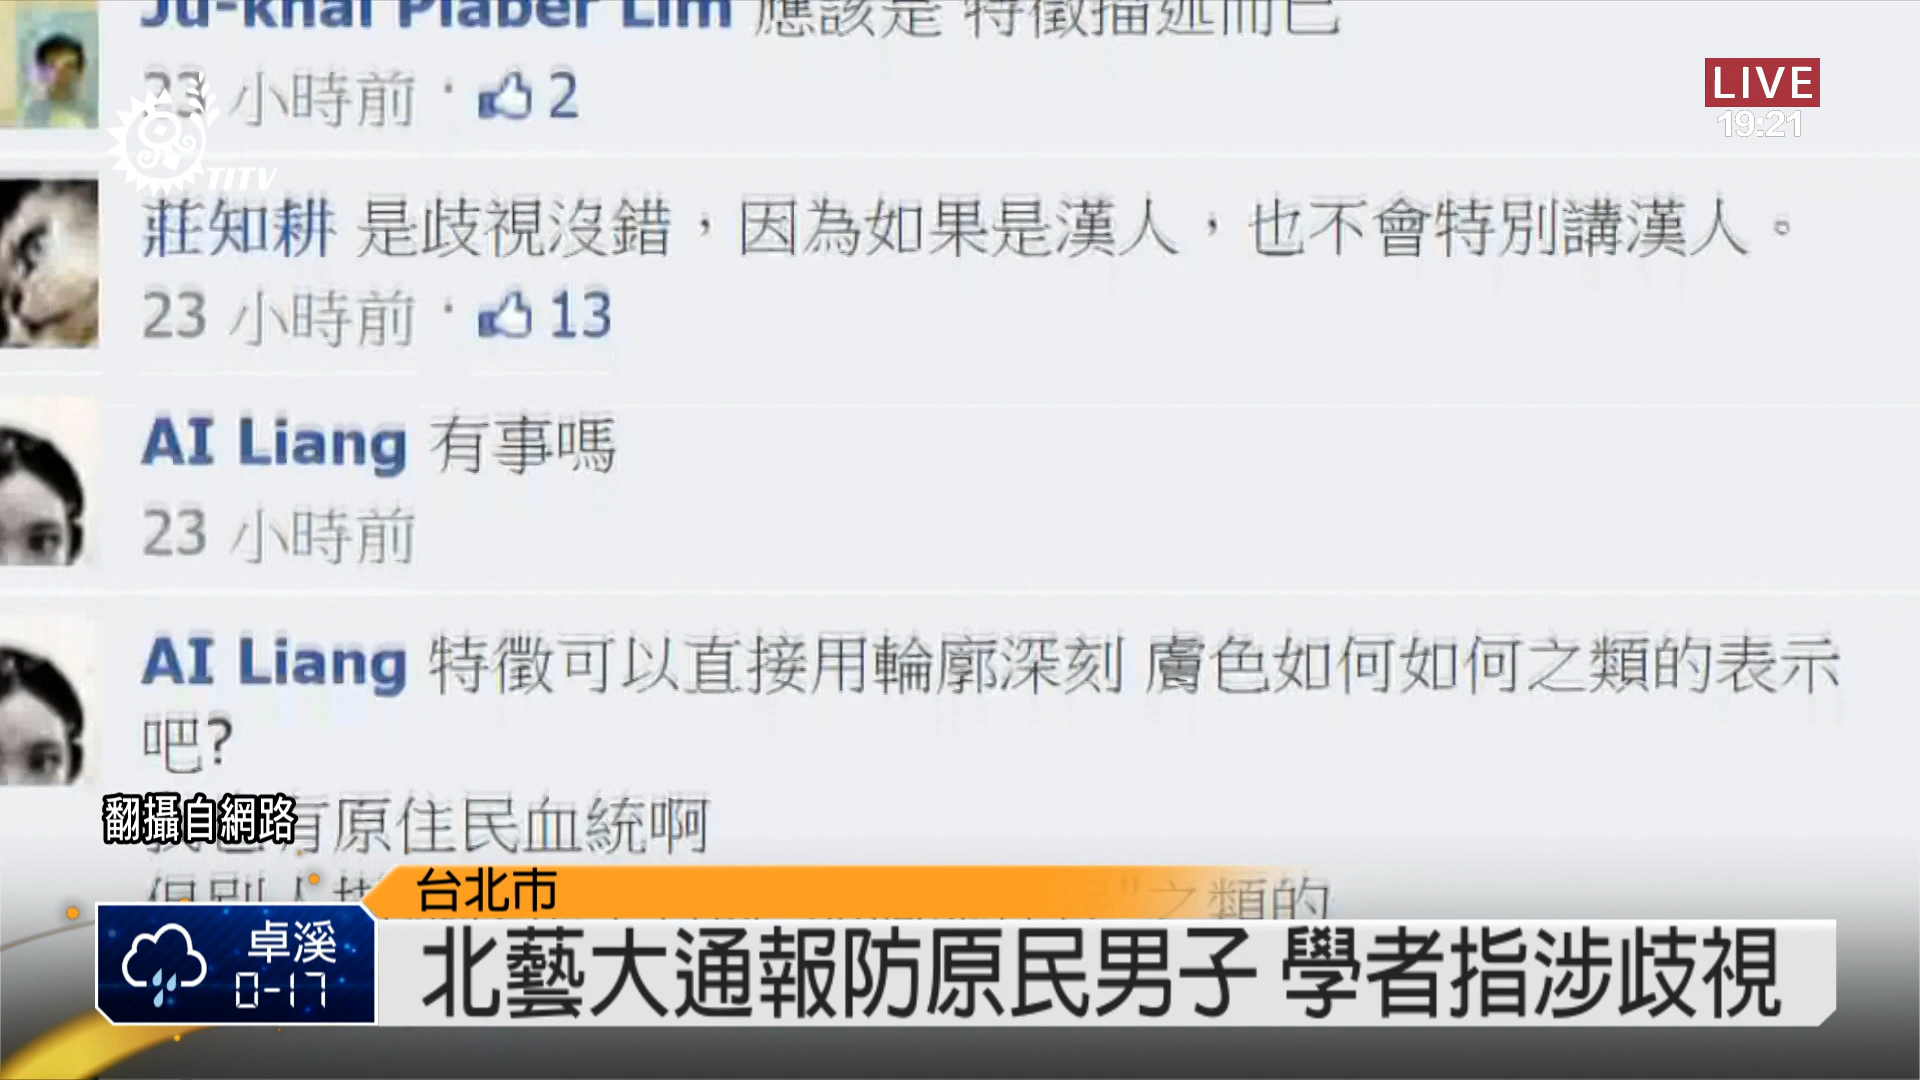 Ju-khai Piaber Lim 應該是 特徵描述而已
23 小時前 · 2
LIVE
19:21
TITV
莊知耕 是歧視沒錯，因為如果是漢人，也不會特別講漢人。
23 小時前 · 13
AI Liang 有事嗎
23 小時前
AI Liang 特徵可以直接用輪廓深刻 膚色如何如何之類的表示
吧?
有原住民血統啊
翻攝自網路
之類的
台北市
卓溪
0-17
北藝大通報防原民男子 學者指涉歧視